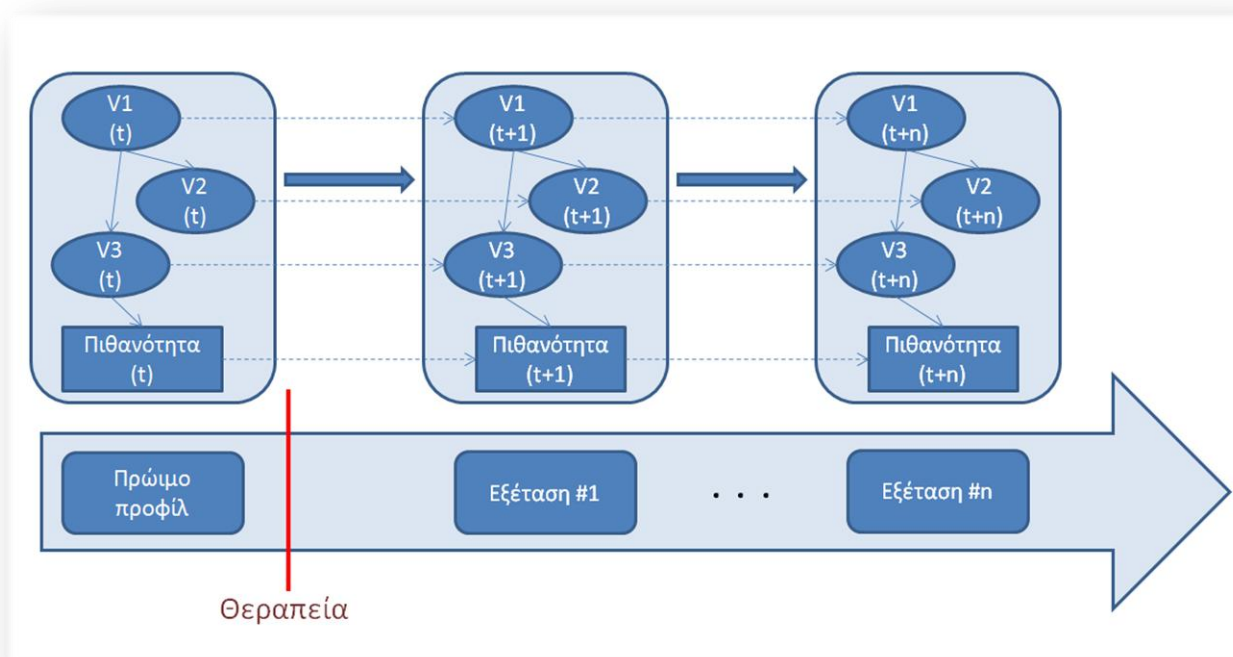 V1
(t)
V2
(t)
V3
(t)
Πιθανότητα
(t)
V1
(t+1)
V2
(t+1)
V3
(t+1)
Πιθανότητα
(t+1)
V1
(t+n)
V2
(t+n)
V3
(t+n)
Πιθανότητα
(t+n)
Πρώιμο
προφίλ
Εξέταση #1
. . .
Εξέταση #n
Θεραπεία